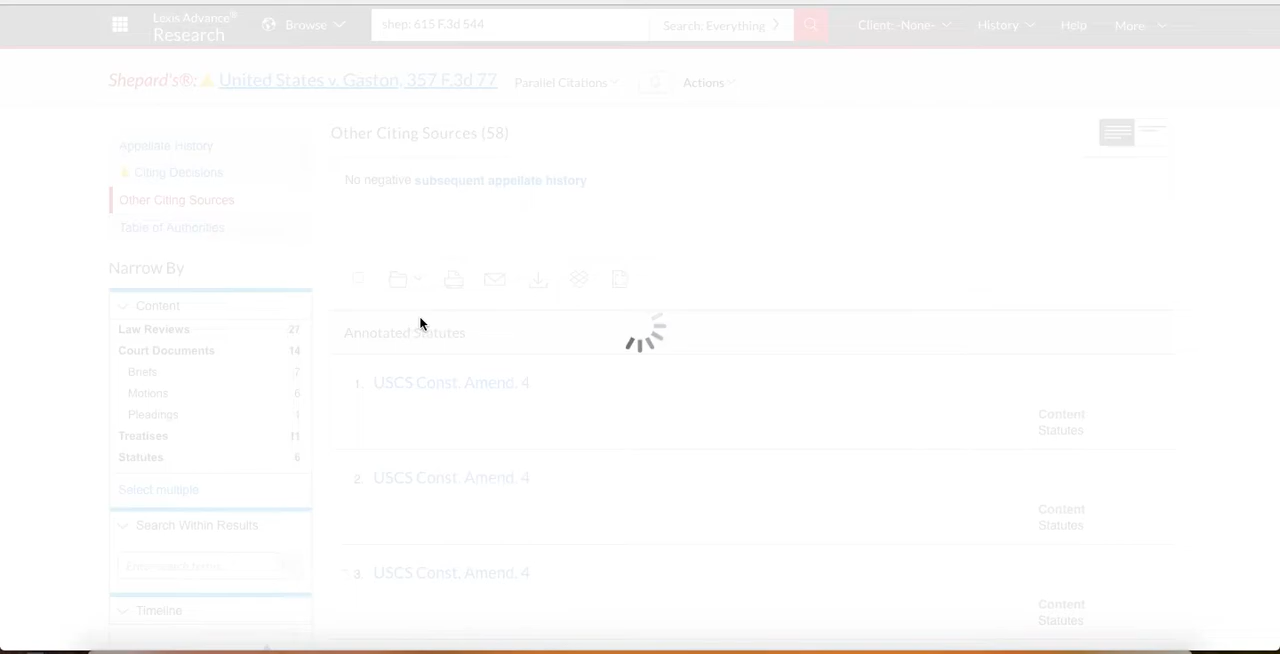 Lexis Advance®
Research
Browse
shep: 615 F.3d 544
Search: Everything
Client: -None-
History
Help
More
Shepard's®:
United States v. Gaston, 357 F.3d 77
Parallel Citations
Actions
Appellate History
Citing Decisions
Other Citing Sources
Table of Authorities
Other Citing Sources (58)
No negative subsequent appellate history
Narrow By
Content
Law Reviews 27
Court Documents 14
Briefs 7
Motions 6
Pleadings 1
Treatises 11
Statutes 6
Select multiple
Search Within Results
Enter search terms...
Timeline
Annotated Statutes
1. USCS Const. Amend. 4
Content
Statutes
2. USCS Const. Amend. 4
Content
Statutes
3. USCS Const. Amend. 4
Content
Statutes